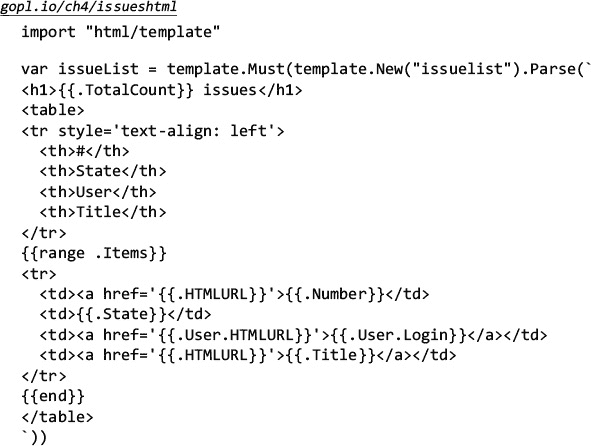 gopl.io/ch4/issueshtml
import "html/template"
var issueList = template.Must(template.New("issuelist").Parse(`
<h1>{{.TotalCount}} issues</h1>
<table>
<tr style='text-align: left'>
  <th>#</th>
  <th>State</th>
  <th>User</th>
  <th>Title</th>
</tr>
{{range .Items}}
<tr>
  <td><a href='{{.HTMLURL}}'>{{.Number}}</td>
  <td>{{.State}}</td>
  <td><a href='{{.User.HTMLURL}}'>{{.User.Login}}</a></td>
  <td><a href='{{.HTMLURL}}'>{{.Title}}</a></td>
</tr>
{{end}}
</table>
`))